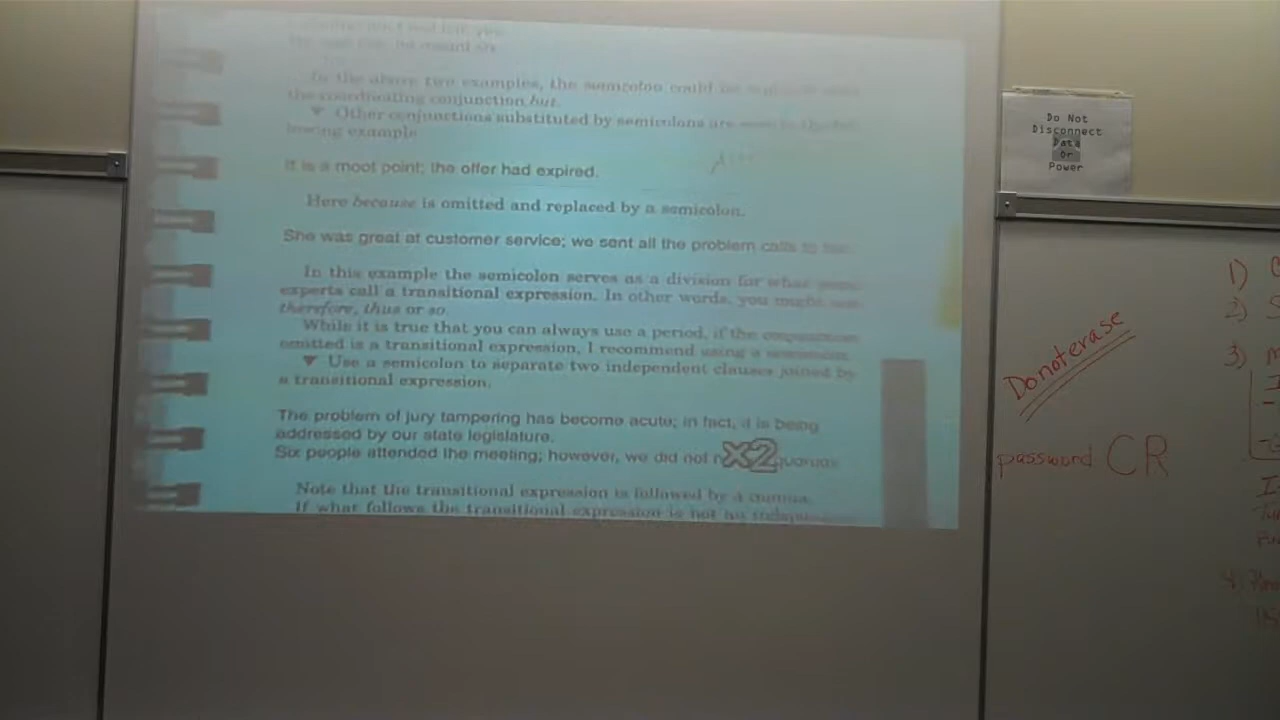 In the above two examples, the semicolon could be
the coordinating conjunction but.
▼ Other conjunctions substituted by semicolons are
lowing example
It is a moot point; the offer had expired.
Here because is omitted and replaced by a semicolon.
She was great at customer service; we sent all the problem calls to
In this example the semicolon serves as a division for what some
experts call a transitional expression. In other words, you might use
therefore, thus or so.
While it is true that you can always use a period, if the conjunction
omitted is a transitional expression, I recommend using a semicolon.
▼ Use a semicolon to separate two independent clauses joined by
a transitional expression.
The problem of jury tampering has become acute; in fact, it is being
addressed by our state legislature.
Six people attended the meeting; however, we did not
X2
Note that the transitional expression is followed by a comma.
If what follows the transitional expression is not an
Do Not
Disconnect
Data
Or
Power
Do not erase
password CR
1)
2) S
3) M